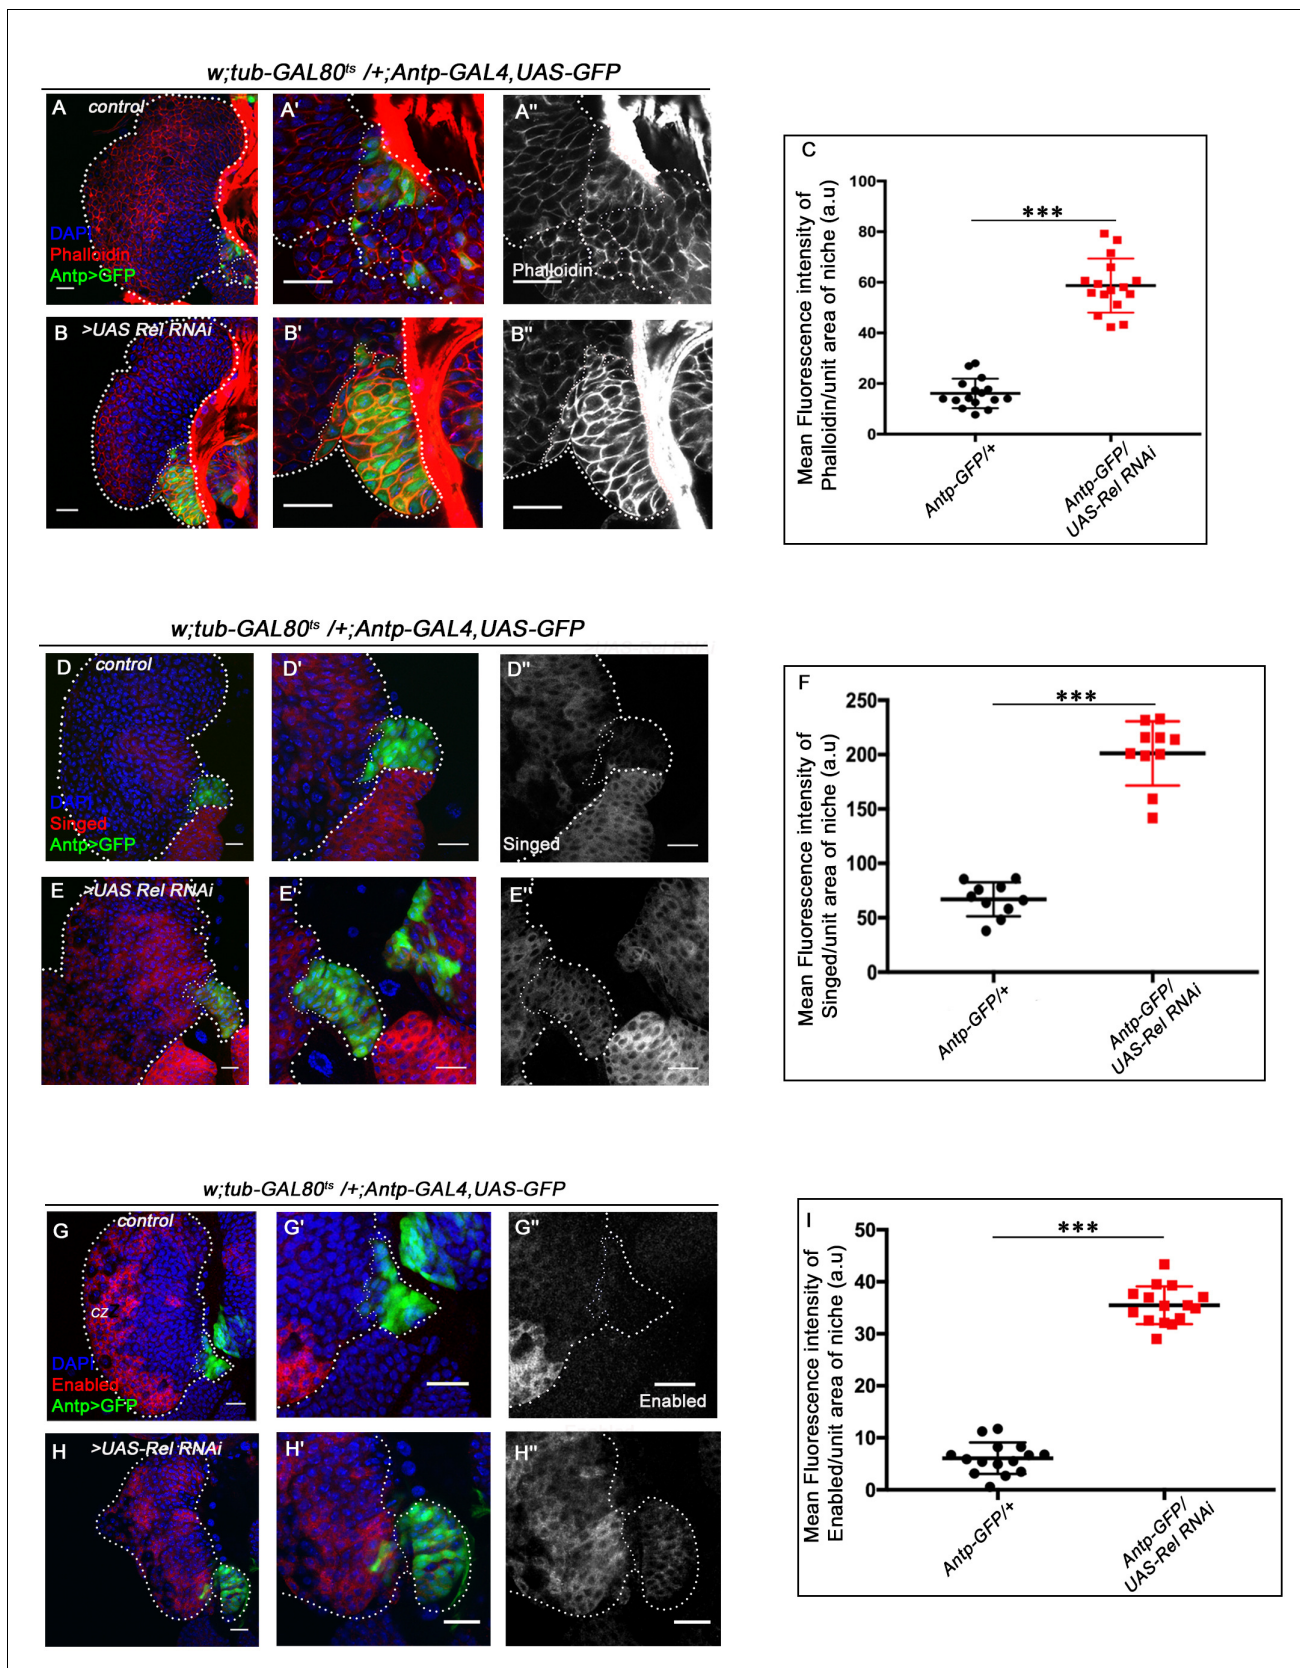 w;tub-GAL80ts /+;Antp-GAL4,UAS-GFP
A
control
DAPI
Phalloidin
Antp>GFP
A'
A''
Phalloidin
B
>UAS Rel RNAi
B'
B''
C
Mean Fluorescence intensity of
Phalloidin/unit area of niche (a.u)
100
80
60
40
20
0
***
Antp-GFP/+
Antp-GFP/
UAS-Rel RNAi
w;tub-GAL80ts /+;Antp-GAL4,UAS-GFP
D
control
DAPI
Singed
Antp>GFP
D'
D''
Singed
E
>UAS Rel RNAi
E'
E''
F
Mean Fluorescence intensity of
Singed/unit area of niche (a.u)
250
200
150
100
50
0
***
Antp-GFP/+
Antp-GFP/
UAS-Rel RNAi
w;tub-GAL80ts /+;Antp-GAL4,UAS-GFP
G
control
cz
DAPI
Enabled
Antp>GFP
G'
G''
Enabled
H
>UAS-Rel RNAi
H'
H''
I
Mean Fluorescence intensity of
Enabled/unit area of niche (a.u)
50
40
30
20
10
0
***
Antp-GFP/+
Antp-GFP/
UAS-Rel RNAi